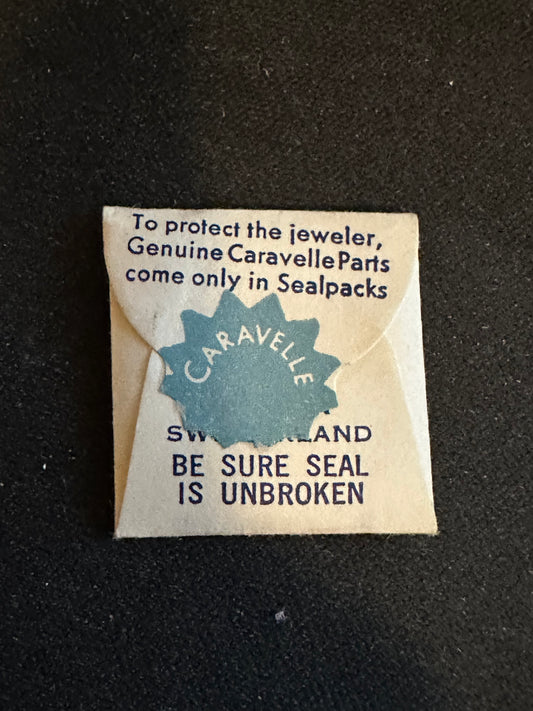 To protect the jeweler,
Genuine Caravelle Parts
come only in Sealpacks
CARAVELLE
BE SURE SEAL
IS UNBROKEN